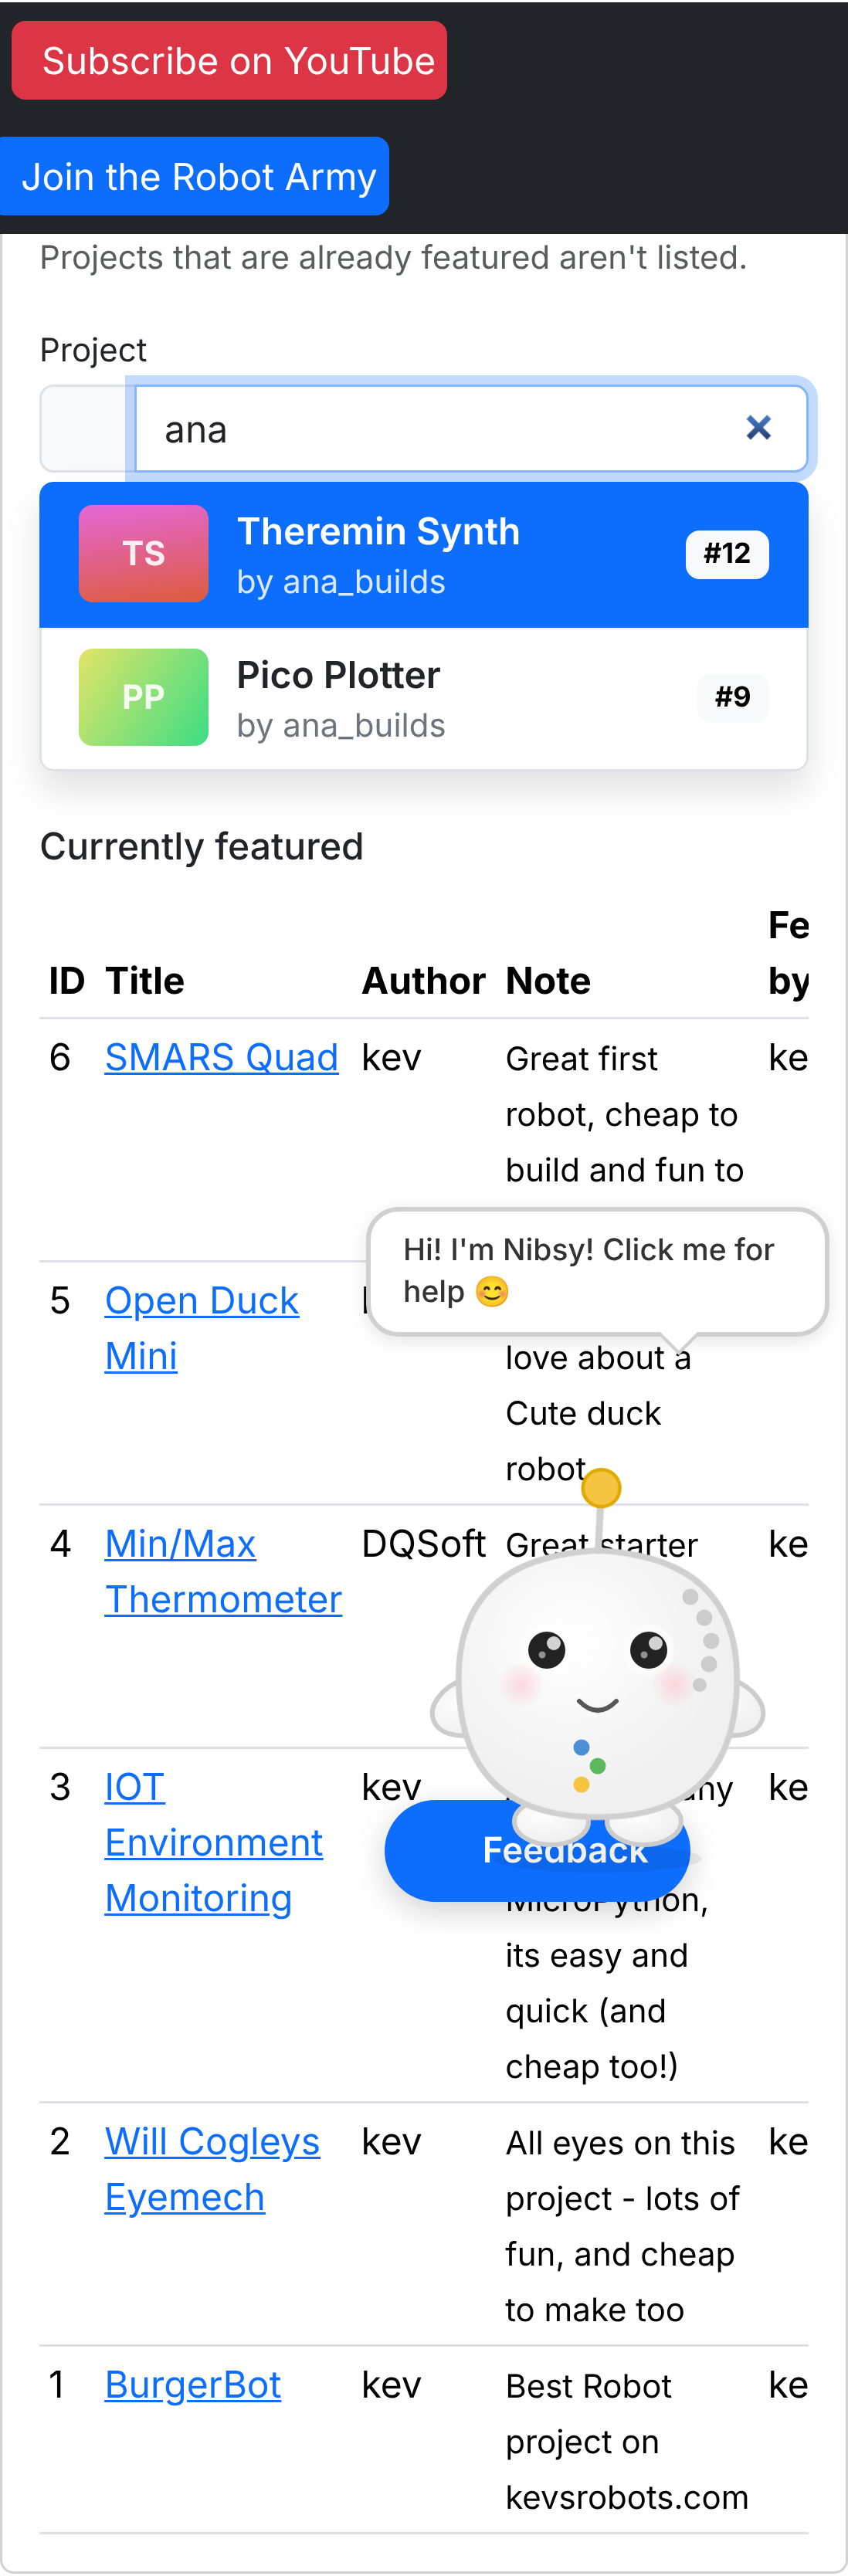 Subscribe on YouTube
Join the Robot Army
Projects that are already featured aren't listed.
Project
ana
TS
Theremin Synth
by ana_builds
#12
PP
Pico Plotter
by ana_builds
#9
Currently featured
ID Title Author Note Fe
by
6 SMARS Quad kev Great first ke
robot, cheap to
build and fun to
Hi! I'm Nibsy! Click me for
help 😊
5 Open Duck
Mini
love about a
Cute duck
robot
4 Min/Max DQSoft Great starter ke
Thermometer
3 IOT kev ke
Environment
Monitoring
Feedback
MicroPython,
its easy and
quick (and
cheap too!)
2 Will Cogleys kev All eyes on this ke
Eyemech project - lots of
fun, and cheap
to make too
1 BurgerBot kev Best Robot ke
project on
kevsrobots.com